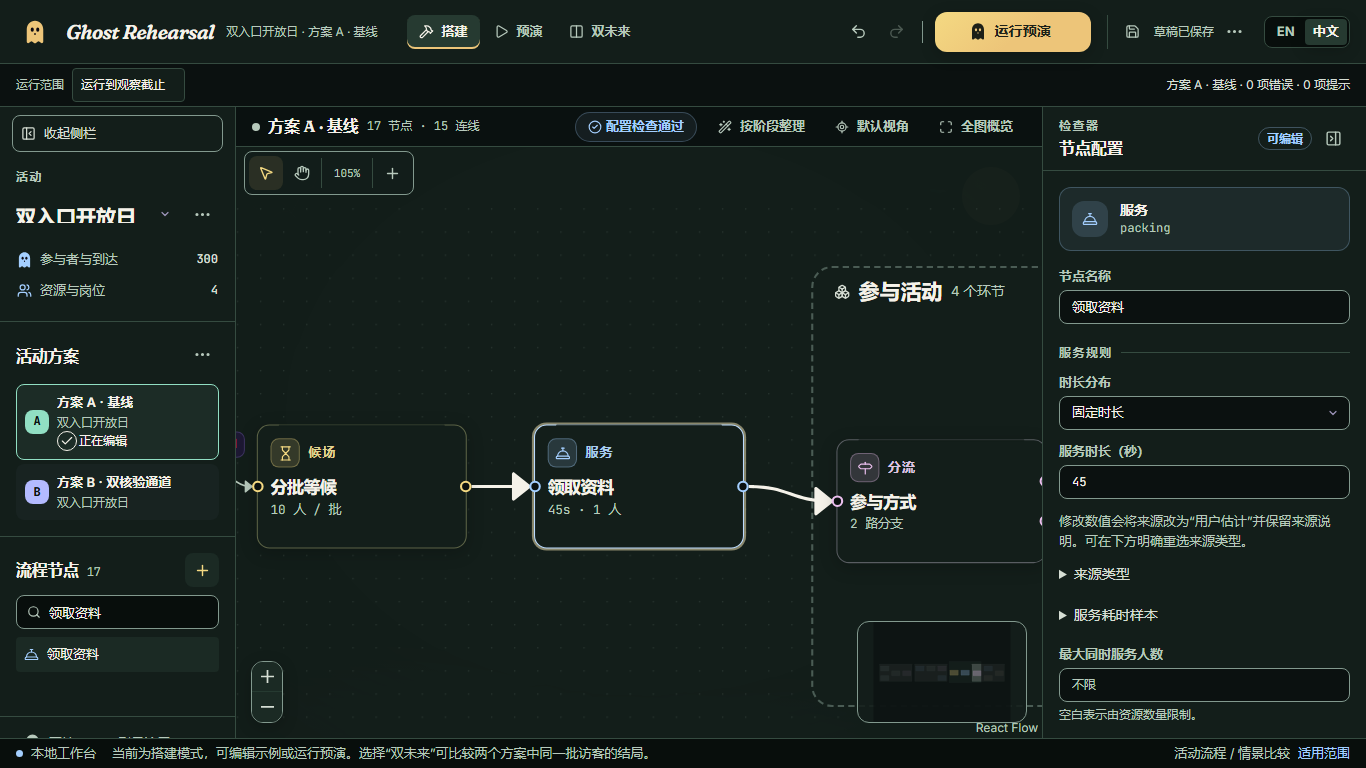 Ghost Rehearsal
双入口开放日 · 方案 A · 基线
搭建
预演
双未来
运行预演
草稿已保存
EN
中文
运行范围
运行到观察截止
方案 A · 基线 · 0 项错误 · 0 项提示
收起侧栏
活动
双入口开放日
参与者与到达
300
资源与岗位
4
活动方案
A
方案 A · 基线
双入口开放日
正在编辑
B
方案 B · 双核验通道
双入口开放日
流程节点 17
领取资料
领取资料
方案 A · 基线 17 节点 · 15 连线
配置检查通过
按阶段整理
默认视角
全图概览
105%
候场
分批等候
10 人 / 批
服务
领取资料
45s · 1 人
参与活动 4 个环节
分流
参与方式
2 路分支
React Flow
检查器
节点配置
可编辑
服务
packing
节点名称
领取资料
服务规则
时长分布
固定时长
服务时长（秒）
45
修改数值会将来源改为“用户估计”并保留来源说
明。可在下方明确重选来源类型。
来源类型
服务耗时样本
最大同时服务人数
不限
空白表示由资源数量限制。
本地工作台
当前为搭建模式，可编辑示例或运行预演。选择“双未来”可比较两个方案中同一批访客的结局。
活动流程 / 情景比较 适用范围